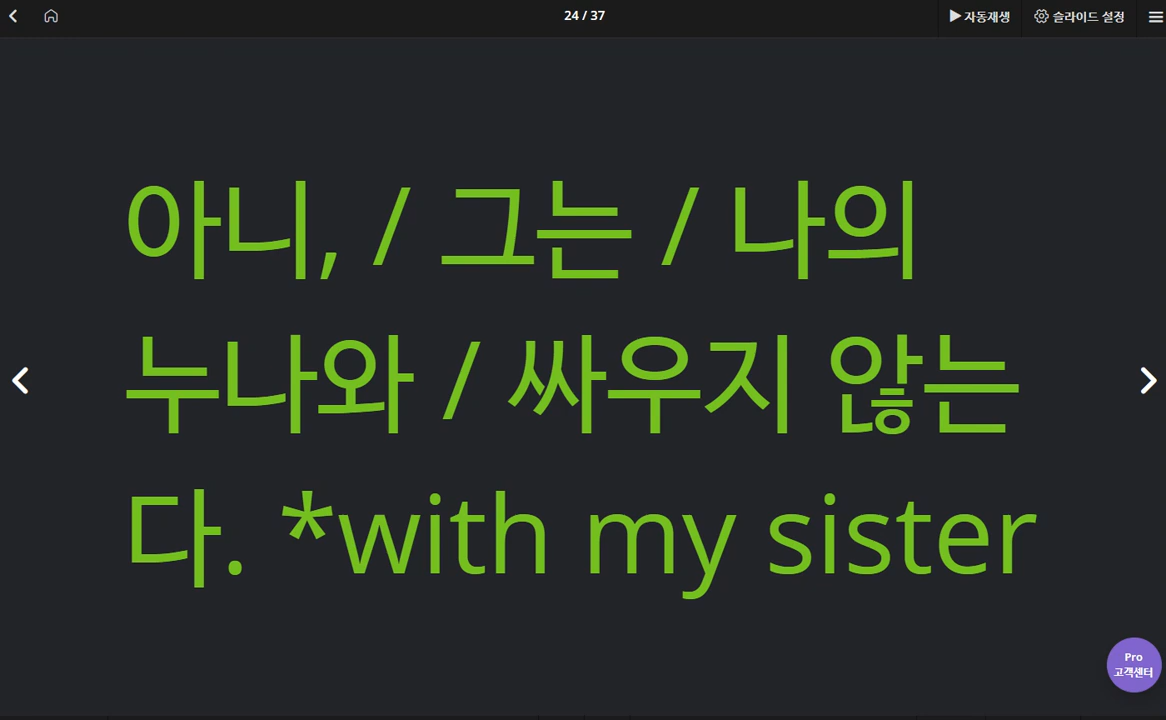 24 / 37
▶ 자동재생
슬라이드 설정
아니, / 그는 / 나의
누나와 / 싸우지 않는
다. *with my sister
Pro
고객센터